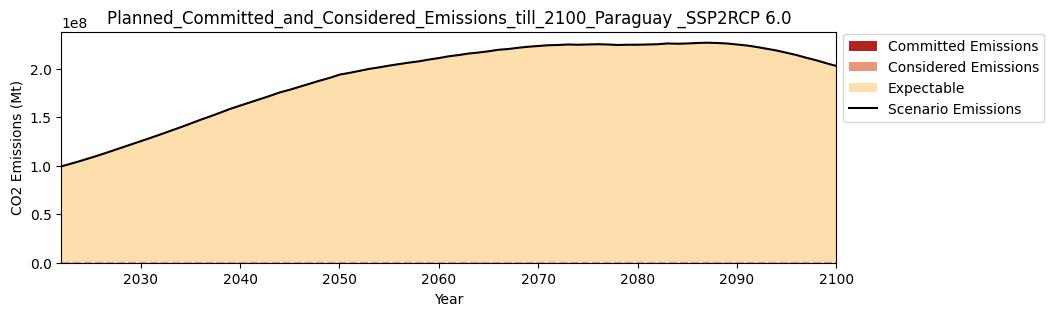 Planned_Committed_and_Considered_Emissions_till_2100_Paraguay _SSP2RCP 6.0
1e8
2.0
1.5
1.0
0.5
0.0
CO2 Emissions (Mt)
2030 2040 2050 2060 2070 2080 2090 2100
Year
Committed Emissions
Considered Emissions
Expectable
Scenario Emissions